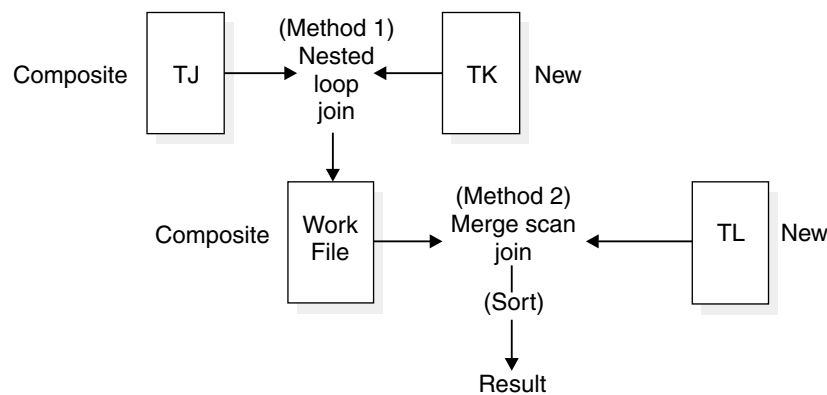 (Method 1)
Nested
loop
join
Composite
TJ
TK
New
(Method 2)
Merge scan
join
Composite
Work
File
TL
New
(Sort)
Result